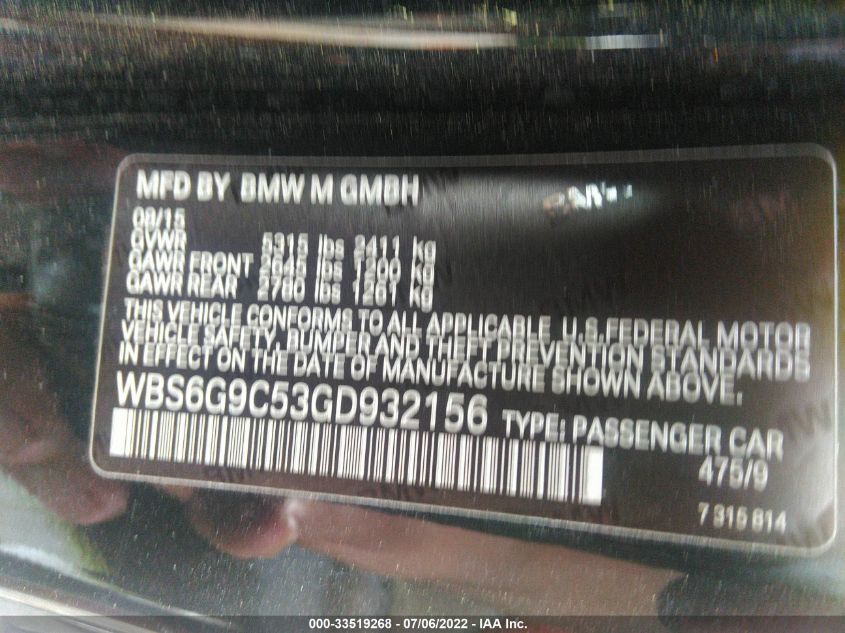 MFD BY BMW M GMBH
08/15
GVWR 5315 lbs 2411 kg
GAWR FRONT 2645 lbs 1200 kg
GAWR REAR 2780 lbs 1261 kg
THIS VEHICLE CONFORMS TO ALL APPLICABLE U.S.FEDERAL MOTOR
VEHICLE SAFETY, BUMPER AND THEFT PREVENTION STANDARDS
IN EFFECT ON THE DATE OF MANUFACTURE SHOWN ABOVE.
WBS6G9C53GD932156 TYPE: PASSENGER CAR
475/9
7 315 814
000-33519268 - 07/06/2022 - IAA Inc.